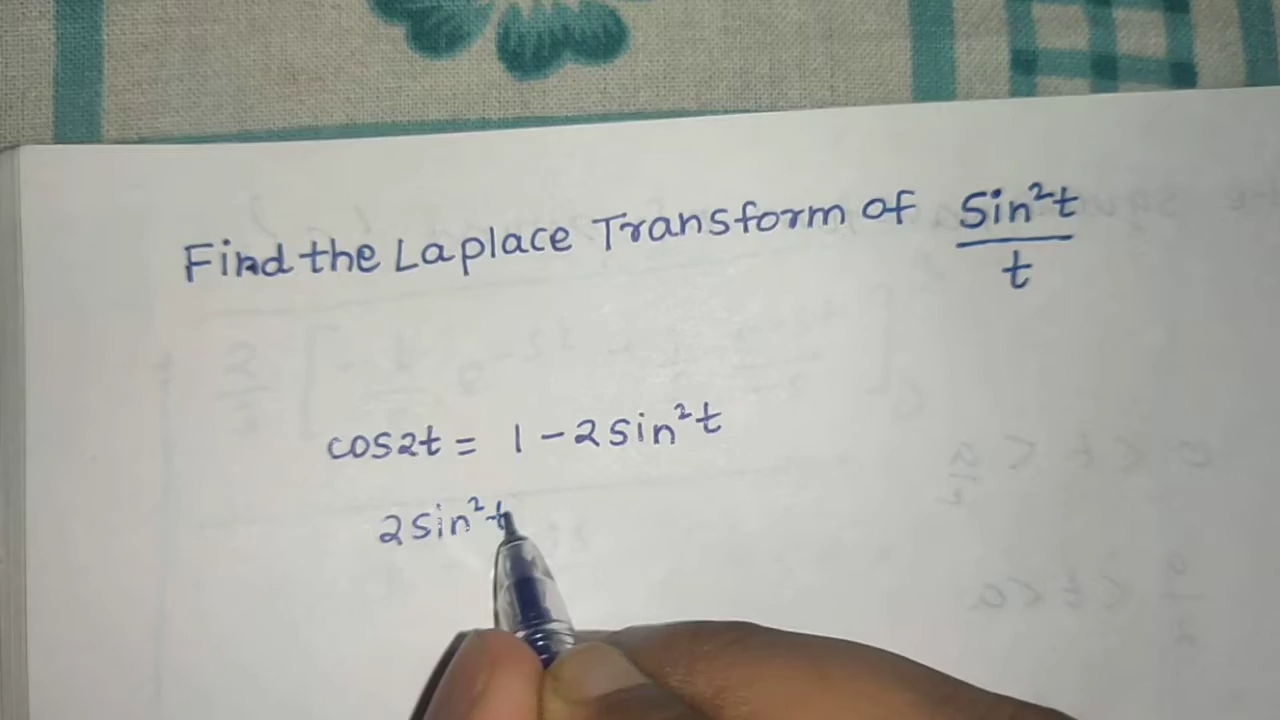 Find the Laplace Transform of Sin²t / t
cos2t = 1 - 2sin²t
2sin²t